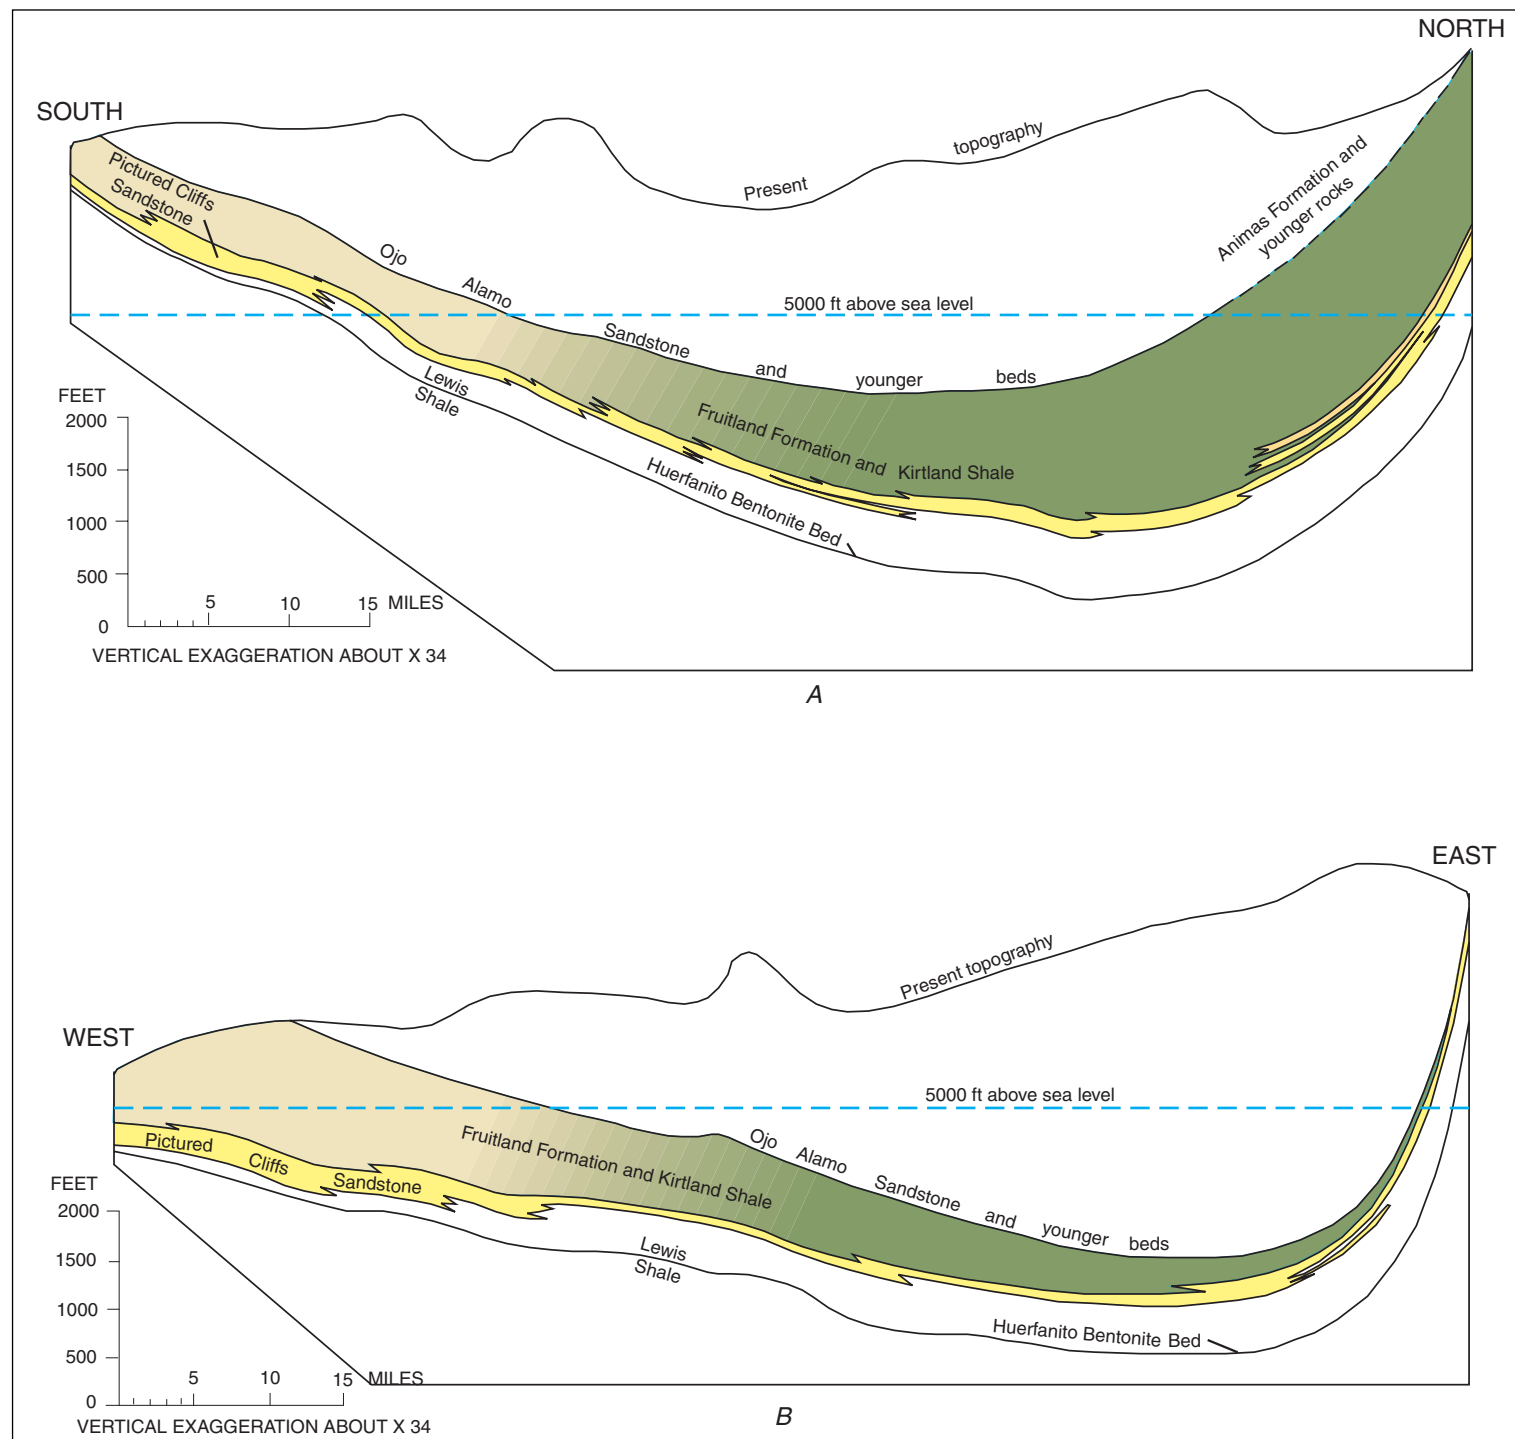 NORTH
SOUTH
topography
Present
Pictured Cliffs
Sandstone
Animas Formation and
younger rocks
Ojo Alamo Sandstone and younger beds
5000 ft above sea level
Lewis
Shale
Fruitland Formation and Kirtland Shale
Huerfanito Bentonite Bed
FEET
2000
1500
1000
500
0
5 10 15 MILES
VERTICAL EXAGGERATION ABOUT X 34
A
EAST
WEST
Present topography
5000 ft above sea level
Fruitland Formation and Kirtland Shale
Ojo Alamo Sandstone and younger beds
Pictured Cliffs Sandstone
Lewis
Shale
Huerfanito Bentonite Bed
FEET
2000
1500
1000
500
0
5 10 15 MILES
VERTICAL EXAGGERATION ABOUT X 34
B